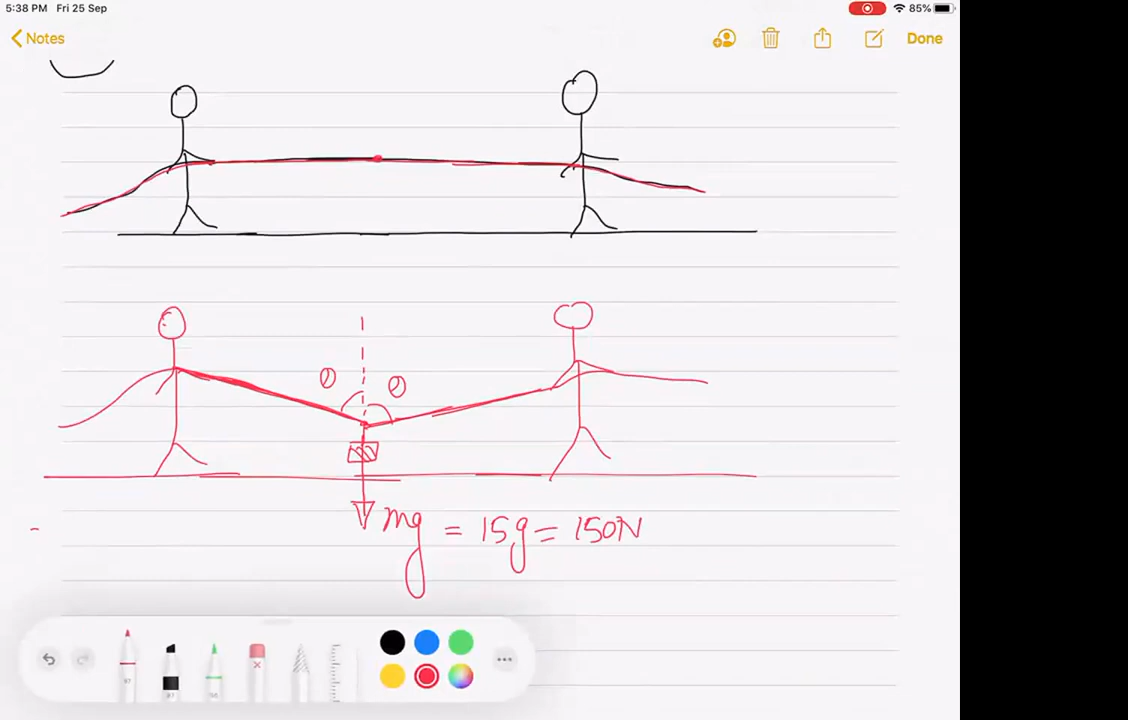 5:38 PM Fri 25 Sep
85%
Notes
Done
θ θ
mg = 15g = 150N